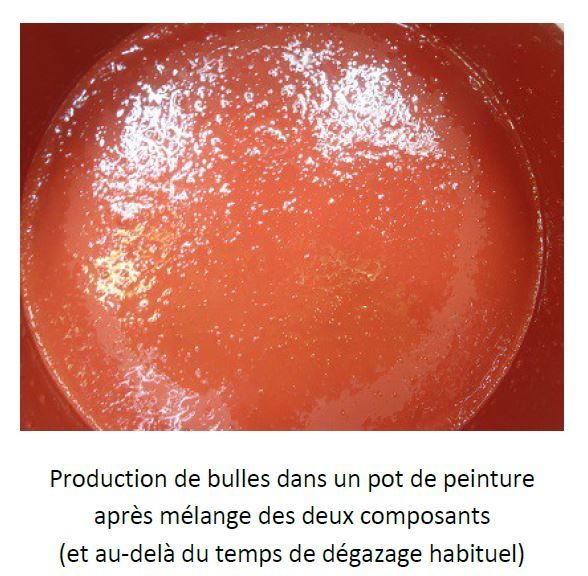 Production de bulles dans un pot de peinture
après mélange des deux composants
(et au-delà du temps de dégazage habituel)